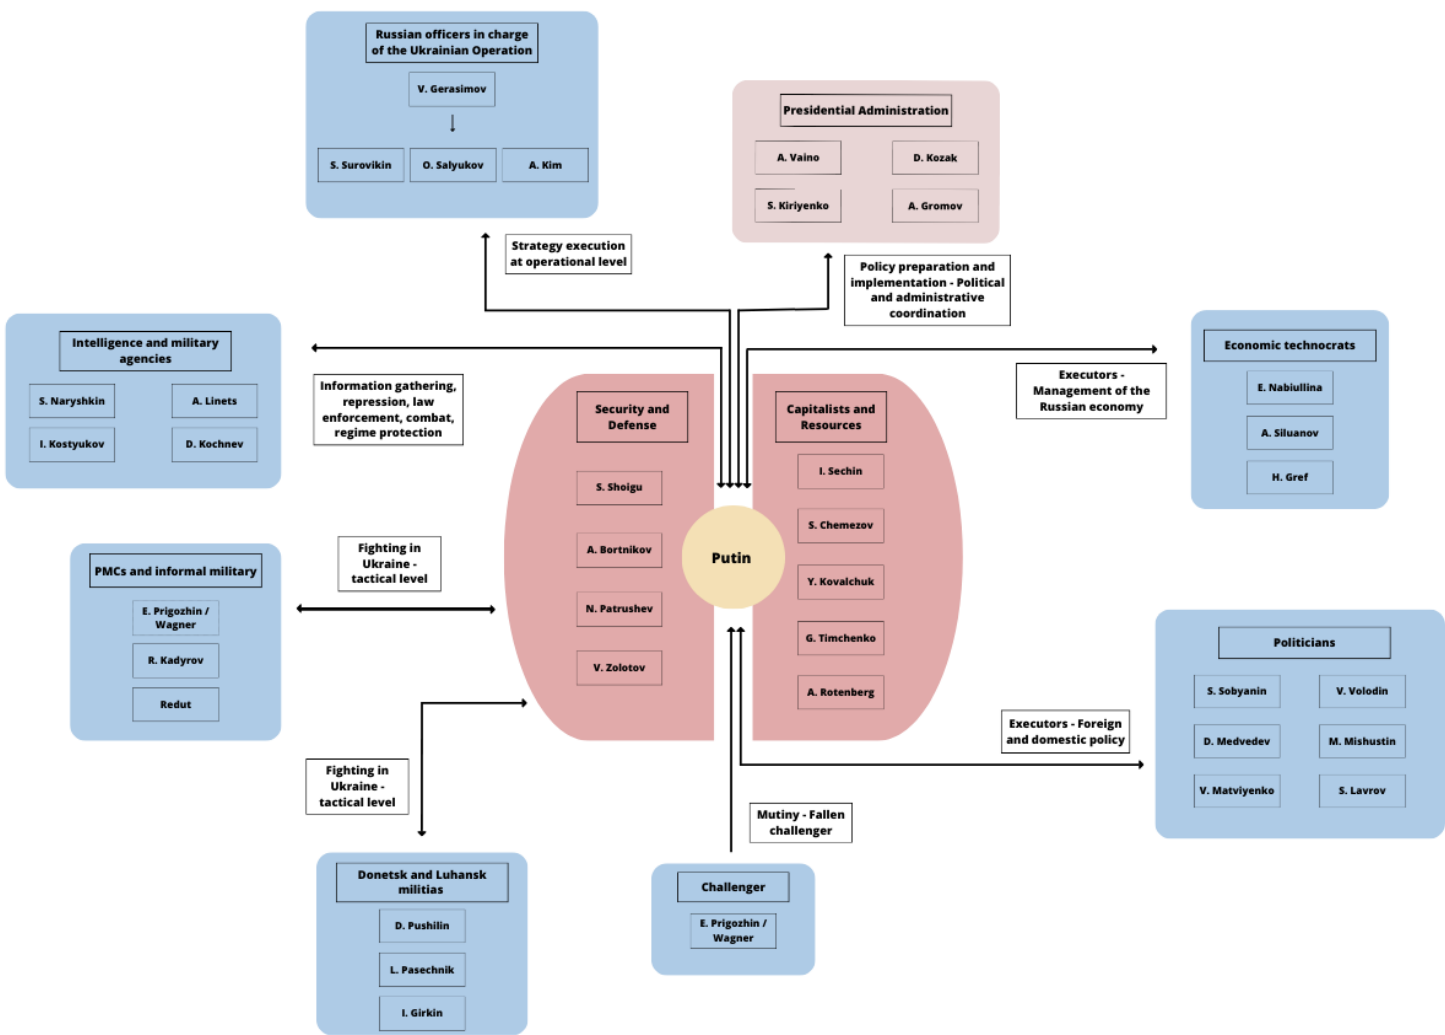 Russian officers in charge
of the Ukrainian Operation
V. Gerasimov
S. Surovikin
O. Salyukov
A. Kim
Presidential Administration
A. Vaino
D. Kozak
S. Kiriyenko
A. Gromov
Strategy execution
at operational level
Policy preparation and
implementation - Political
and administrative
coordination
Intelligence and military
agencies
S. Naryshkin
A. Linets
I. Kostyukov
D. Kochnev
Information gathering,
repression, law
enforcement, combat,
regime protection
Executors -
Management of the
Russian economy
Economic technocrats
E. Nabiullina
A. Siluanov
H. Gref
Security and
Defense
S. Shoigu
A. Bortnikov
N. Patrushev
V. Zolotov
Putin
Capitalists and
Resources
I. Sechin
S. Chemezov
Y. Kovalchuk
G. Timchenko
A. Rotenberg
Fighting in
Ukraine -
tactical level
PMCs and informal military
E. Prigozhin /
Wagner
R. Kadyrov
Redut
Politicians
S. Sobyanin
V. Volodin
D. Medvedev
M. Mishustin
V. Matviyenko
S. Lavrov
Executors - Foreign
and domestic policy
Fighting in
Ukraine -
tactical level
Mutiny - Fallen
challenger
Donetsk and Luhansk
militias
D. Pushilin
L. Pasechnik
I. Girkin
Challenger
E. Prigozhin /
Wagner